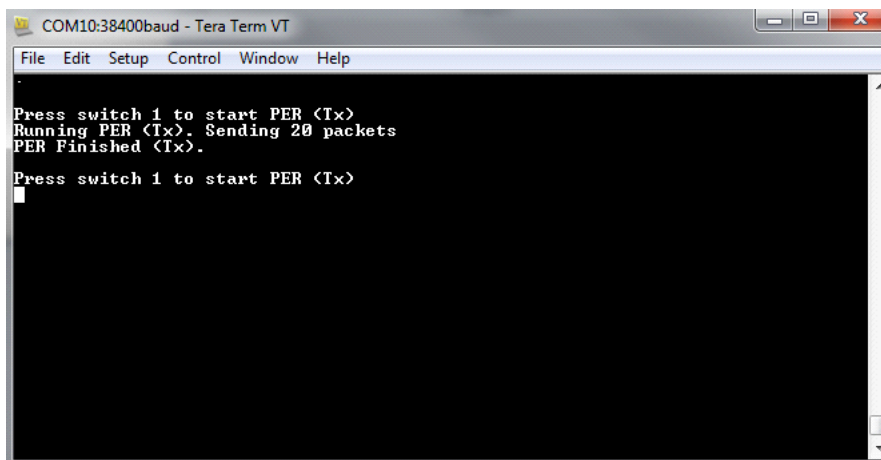 COM10:38400baud - Tera Term VT
File Edit Setup Control Window Help
.
Press switch 1 to start PER (Tx)
Running PER (Tx). Sending 20 packets
PER Finished (Tx).
Press switch 1 to start PER (Tx)